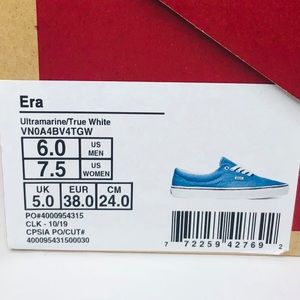 Era
Ultramarine/True White
VN0A4BV4TGW
6.0 US MEN
7.5 US WOMEN
UK EUR CM
5.0 38.0 24.0
PO#4000954315
CLK - 10/19
CPSIA PO/CUT#
400095431500030
7 72259 42769 2